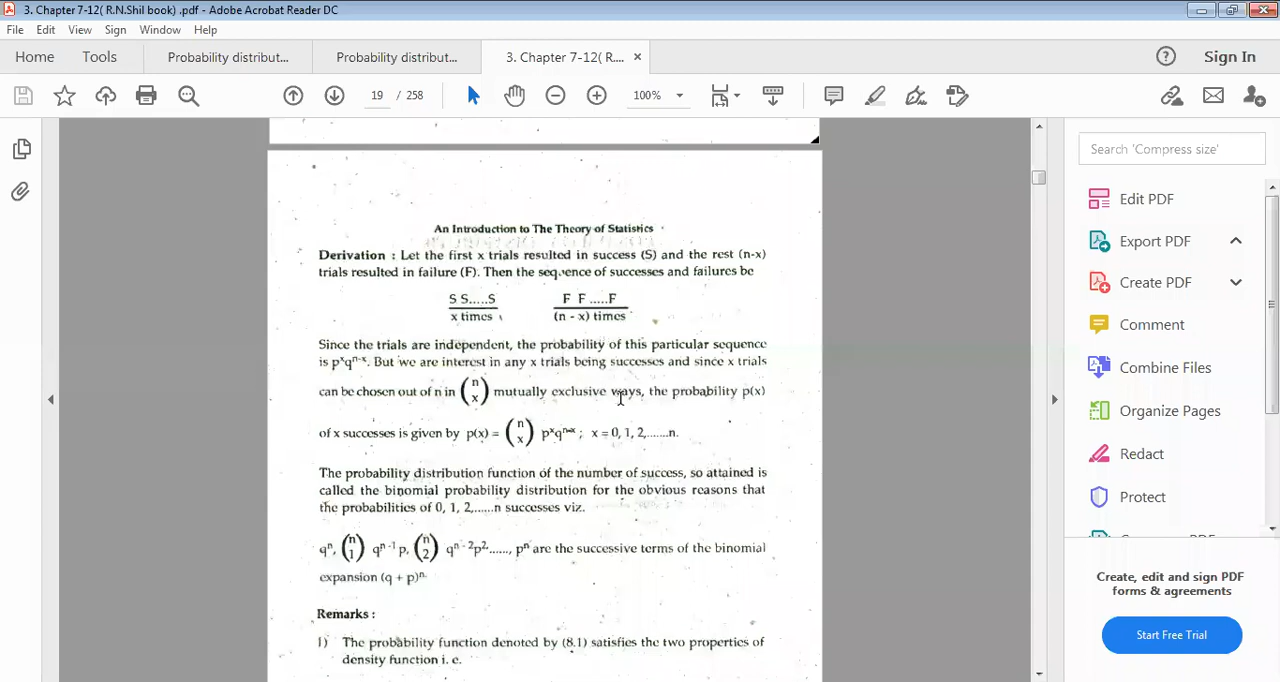 3. Chapter 7-12( R.N.Shil book) .pdf - Adobe Acrobat Reader DC
File Edit View Sign Window Help
Home Tools Probability distribut... Probability distribut... 3. Chapter 7-12( R.... × Sign In
19 / 258 100%
Search 'Compress size'
Edit PDF
Export PDF
Create PDF
Comment
Combine Files
Organize Pages
Redact
Protect
Create, edit and sign PDF
forms & agreements
Start Free Trial
An Introduction to The Theory of Statistics
Derivation : Let the first x trials resulted in success (S) and the rest (n-x)
trials resulted in failure (F). Then the sequence of successes and failures be
S S.....S F F .....F
x times (n - x) times
Since the trials are independent, the probability of this particular sequence
is pˣqⁿ⁻ˣ. But we are interest in any x trials being successes and since x trials
can be chosen out of n in (n x) mutually exclusive ways, the probability p(x)
of x successes is given by p(x) = (n x) pˣqⁿ⁻ˣ ; x = 0, 1, 2,.......n.
The probability distribution function of the number of success, so attained is
called the binomial probability distribution for the obvious reasons that
the probabilities of 0, 1, 2,......n successes viz.
qⁿ, (n 1) qⁿ⁻¹p, (n 2) qⁿ⁻²p²......, pⁿ are the successive terms of the binomial
expansion (q + p)ⁿ.
Remarks :
1) The probability function denoted by (8.1) satisfies the two properties of
density function i. e.